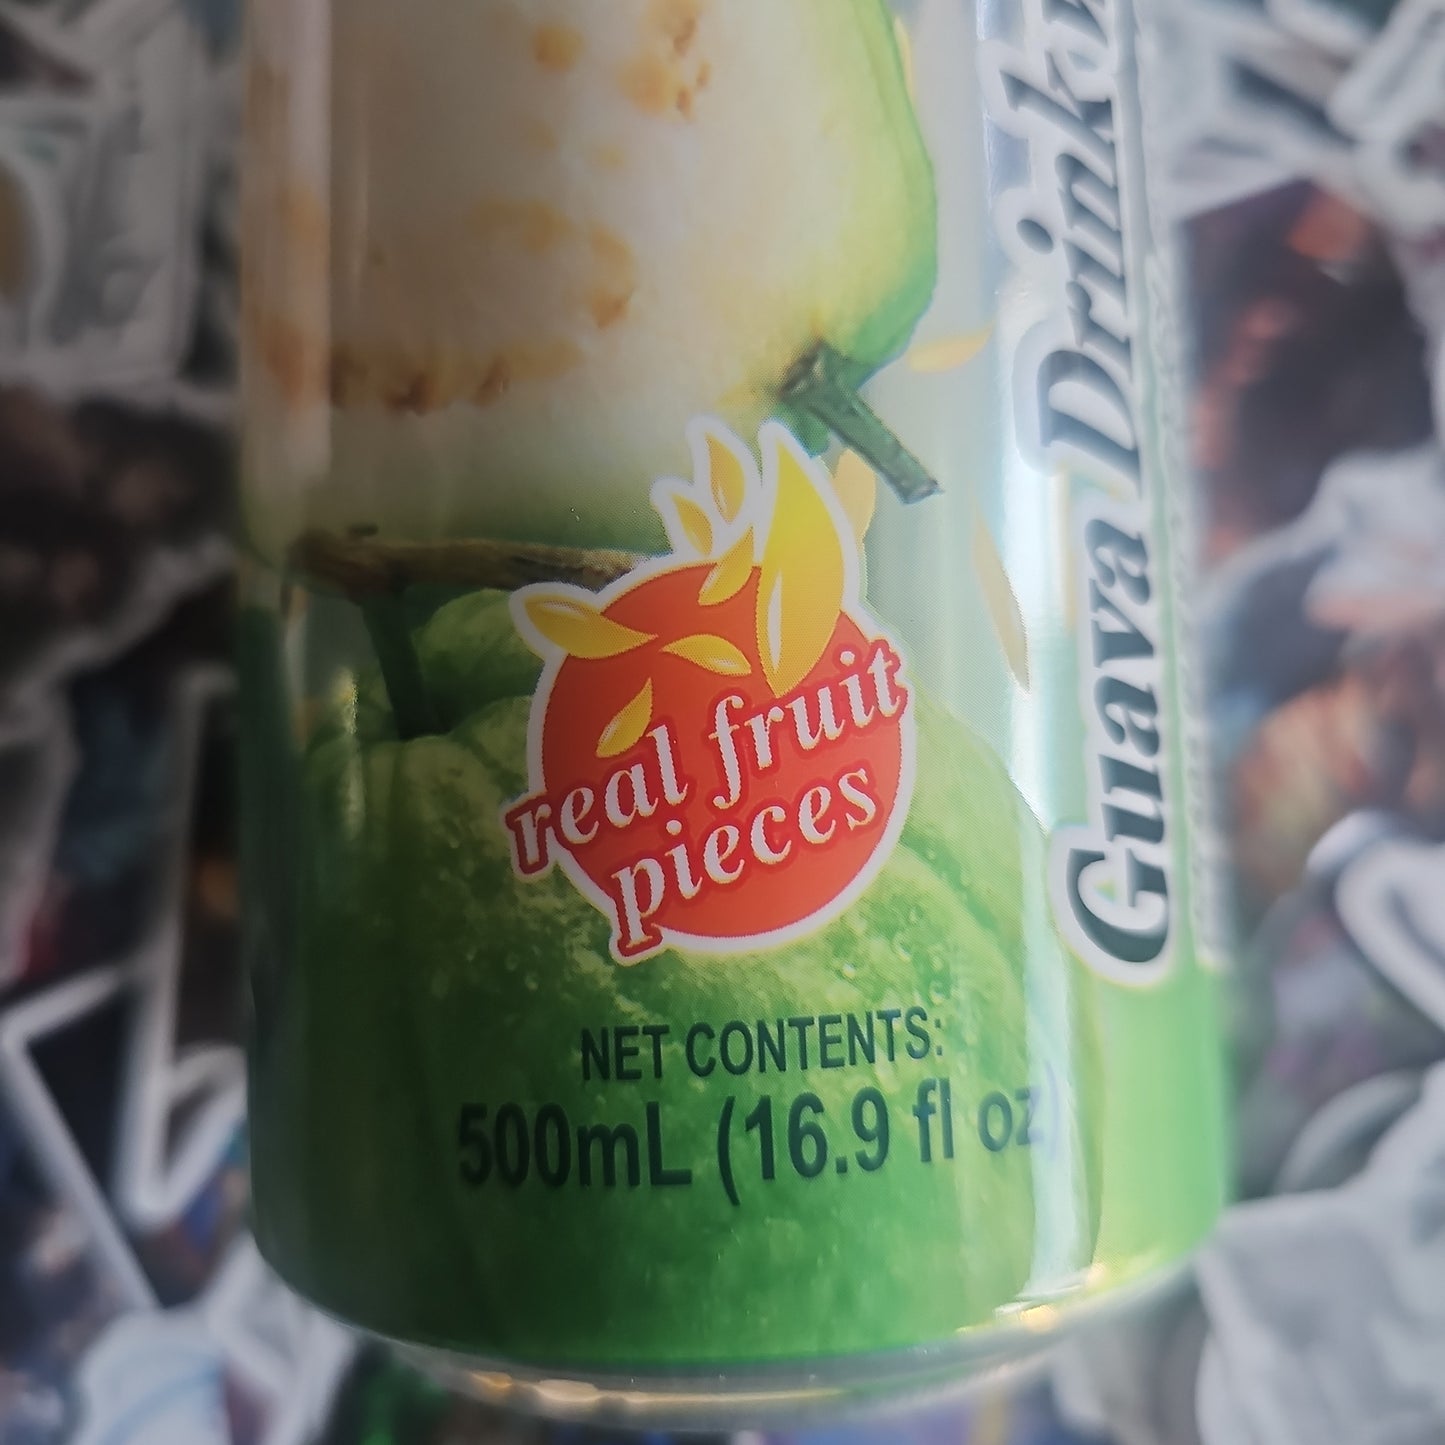 Guava Drink
real fruit
pieces
NET CONTENTS:
500mL (16.9 fl oz)